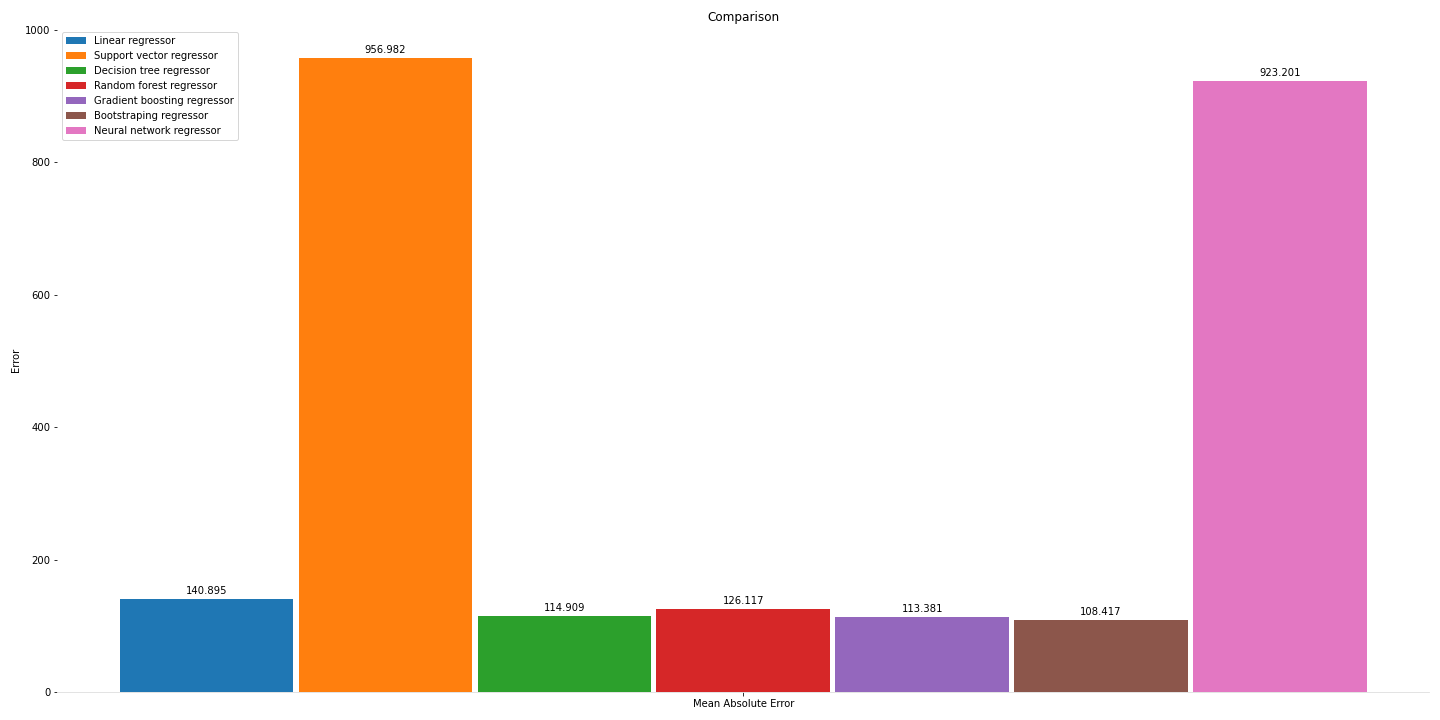 Comparison
1000
Linear regressor
Support vector regressor
Decision tree regressor
Random forest regressor
Gradient boosting regressor
Bootstraping regressor
Neural network regressor
956.982
923.201
800
600
Error
400
200
140.895
114.909
126.117
113.381
108.417
0
Mean Absolute Error